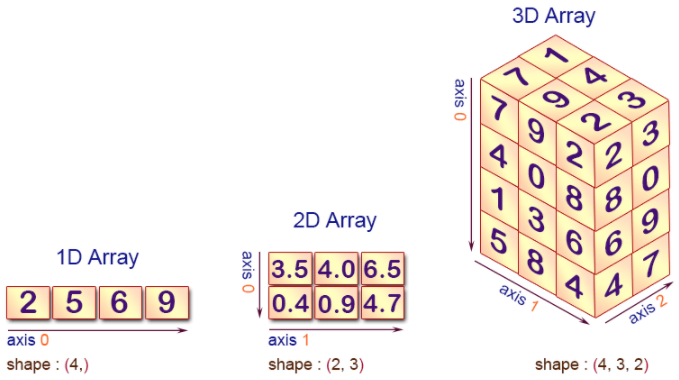 1D Array
2 5 6 9
axis 0
shape : (4,)
2D Array
axis 0
3.5 4.0 6.5
0.4 0.9 4.7
axis 1
shape : (2, 3)
3D Array
axis 0
1
7 4
9 3
2
7 9 2 2 3
4 0 8 8 0
1 3 6 6 9
5 8 4 4 7
axis 1
axis 2
shape : (4, 3, 2)